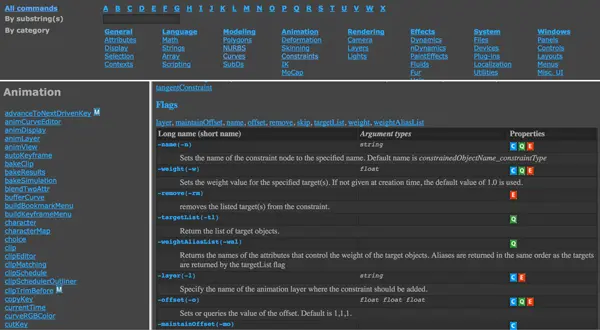 All commands A B C D E F G H I J K L M N O P Q R S T U V W X
By substring(s)
By category
General Language Modeling Animation Rendering Effects System Windows
Attributes Math Polygons Deformation Camera Dynamics Files Panels
Display Strings NURBS Skinning Layers nDynamics Devices Controls
Selection Array Curves Constraints Lights PaintEffects Plug-ins Layouts
Contexts Scripting SubDs IK Fluids Localization Menus
MoCap Fur Utilities Misc. UI
Animation
advanceToNextDrivenKey M
animCurveEditor
animDisplay
animLayer
animView
autoKeyframe
bakeClip
bakeResults
bakeSimulation
blendTwoAttr
bufferCurve
buildBookmarkMenu
buildKeyframeMenu
character
characterMap
choice
clip
clipEditor
clipMatching
clipSchedule
clipSchedulerOutliner
clipTrimBefore M
copyKey
currentTime
curveRGBColor
cutKey
tangentConstraint
Flags
layer, maintainOffset, name, offset, remove, skip, targetList, weight, weightAliasList
Long name (short name) Argument types Properties
-name(-n) string C Q E
Sets the name of the constraint node to the specified name. Default name is constrainedObjectName_constraintType
-weight(-w) float C Q E
Sets the weight value for the specified target(s). If not given at creation time, the default value of 1.0 is used.
-remove(-rm) E
removes the listed target(s) from the constraint.
-targetList(-tl) Q
Return the list of target objects.
-weightAliasList(-wal) Q
Returns the names of the attributes that control the weight of the target objects. Aliases are returned in the same order as the targets
are returned by the targetList flag
-layer(-l) string C E
Specify the name of the animation layer where the constraint should be added.
-offset(-o) float float float C Q E
Sets or queries the value of the offset. Default is 1,1,1.
-maintainOffset(-mo) C